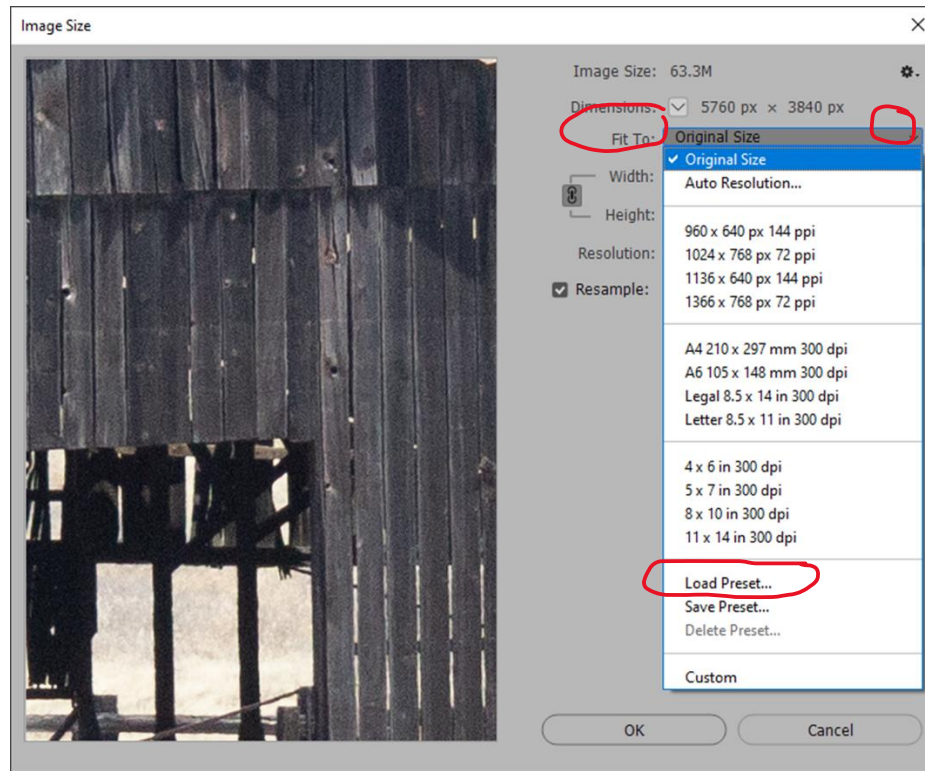 Image Size
Image Size: 63.3M
Dimensions: 5760 px × 3840 px
Fit To: Original Size
Original Size
Width:
Auto Resolution...
Height:
960 x 640 px 144 ppi
Resolution:
1024 x 768 px 72 ppi
1136 x 640 px 144 ppi
Resample:
1366 x 768 px 72 ppi
A4 210 x 297 mm 300 dpi
A6 105 x 148 mm 300 dpi
Legal 8.5 x 14 in 300 dpi
Letter 8.5 x 11 in 300 dpi
4 x 6 in 300 dpi
5 x 7 in 300 dpi
8 x 10 in 300 dpi
11 x 14 in 300 dpi
Load Preset...
Save Preset...
Delete Preset...
Custom
OK
Cancel